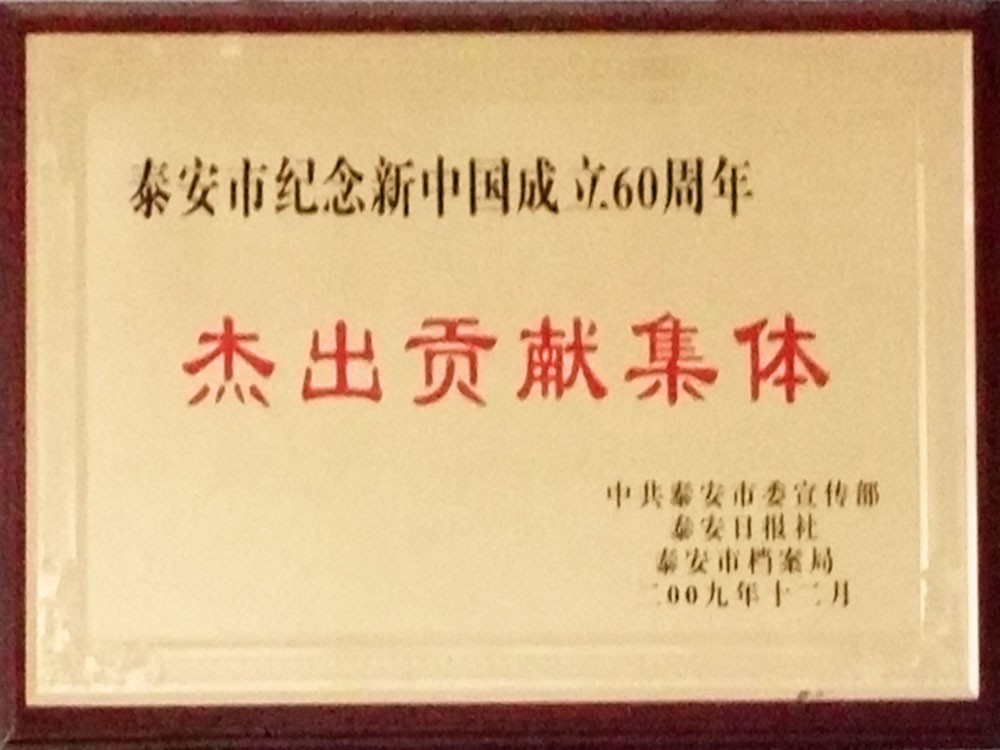 泰安市纪念新中国成立60周年
杰出贡献集体
中共泰安市委宣传部
泰安日报社
泰安市档案局
二00九年十二月